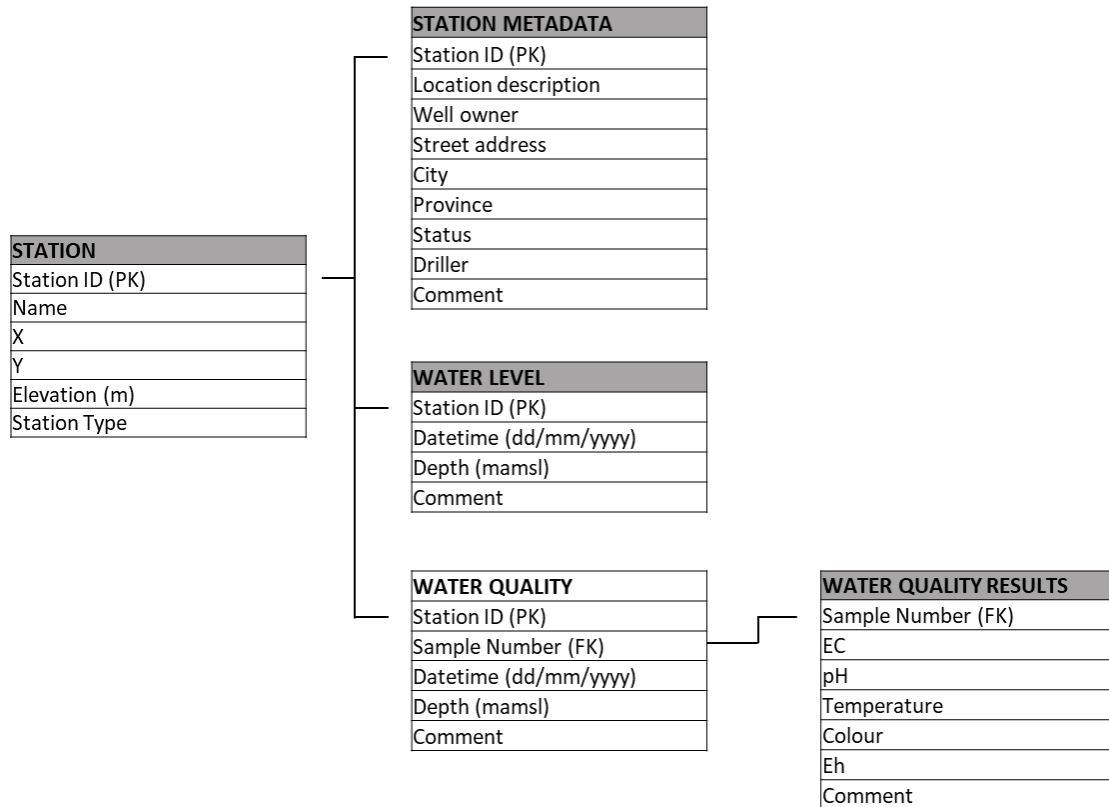 STATION
Station ID (PK)
Name
X
Y
Elevation (m)
Station Type
STATION METADATA
Station ID (PK)
Location description
Well owner
Street address
City
Province
Status
Driller
Comment
WATER LEVEL
Station ID (PK)
Datetime (dd/mm/yyyy)
Depth (mamsl)
Comment
WATER QUALITY
Station ID (PK)
Sample Number (FK)
Datetime (dd/mm/yyyy)
Depth (mamsl)
Comment
WATER QUALITY RESULTS
Sample Number (FK)
EC
pH
Temperature
Colour
Eh
Comment